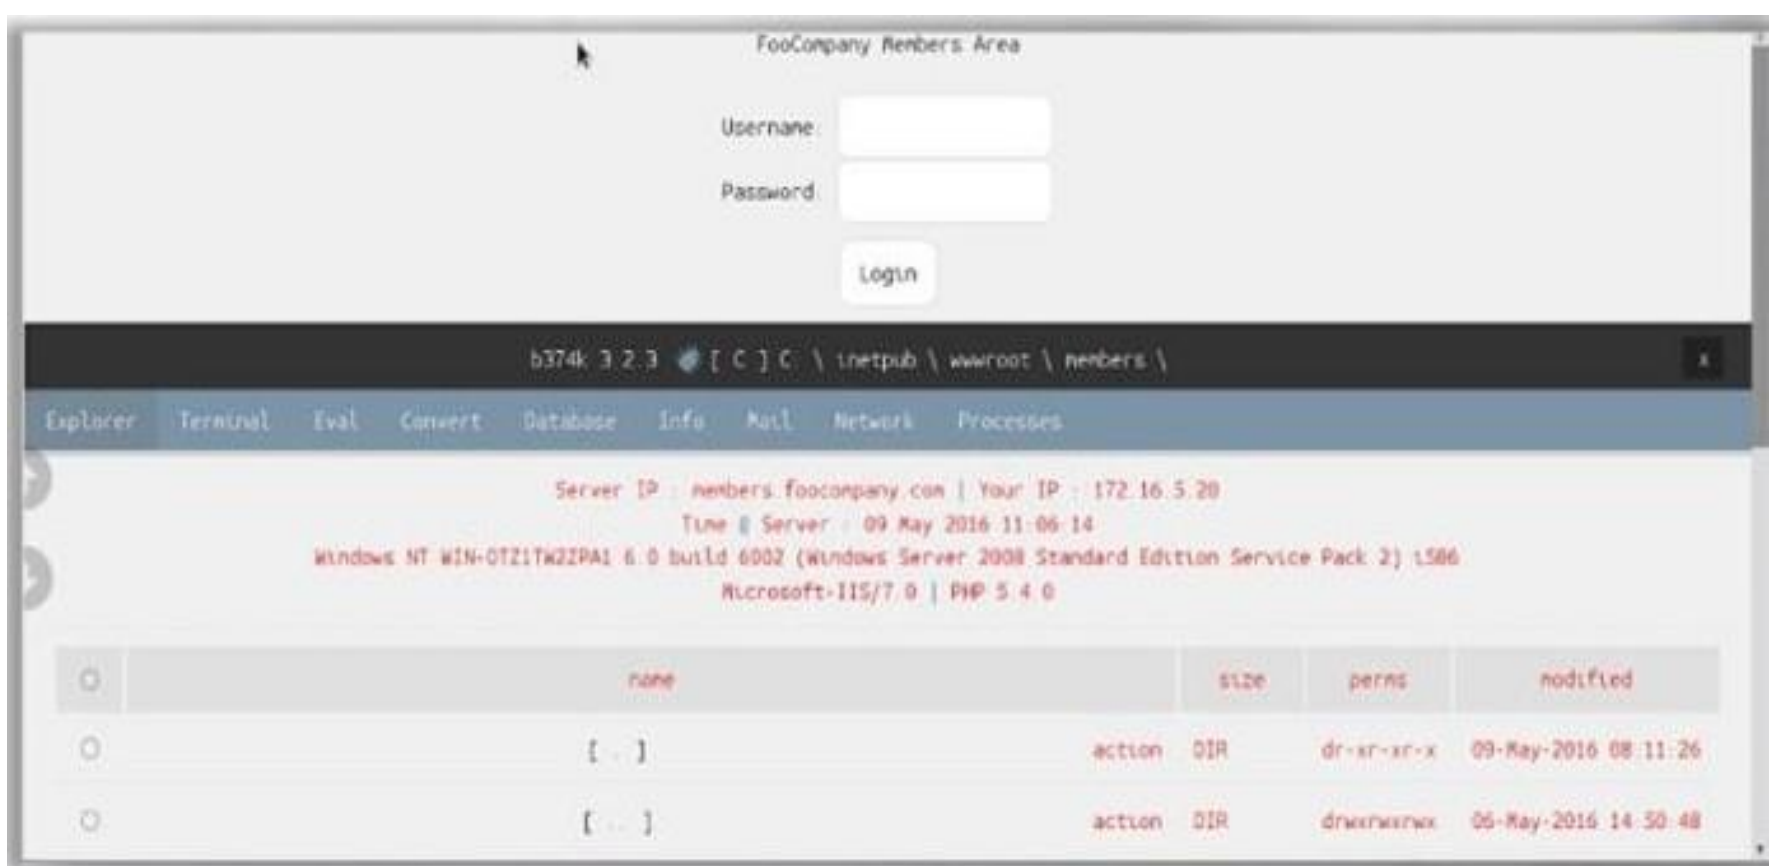 FooCompany Members Area
Username
Password
Login
b374k 3.2.3 [ C ] C \ inetpub \ wwwroot \ members \ x
Explorer Terminal Eval Convert Database Info Mail Network Processes
Server IP : members.foocompany.com | Your IP : 172.16.5.20
Time @ Server : 09 May 2016 11:06:14
Windows NT WIN-OTZ1TW2ZPA1 6.0 build 6002 (Windows Server 2008 Standard Edition Service Pack 2) i586
Microsoft-IIS/7.0 | PHP 5.4.0
name size perms modified
[ . ] action DIR dr-xr-xr-x 09-May-2016 08:11:26
[ .. ] action DIR drwxrwxrwx 06-May-2016 14:50:48